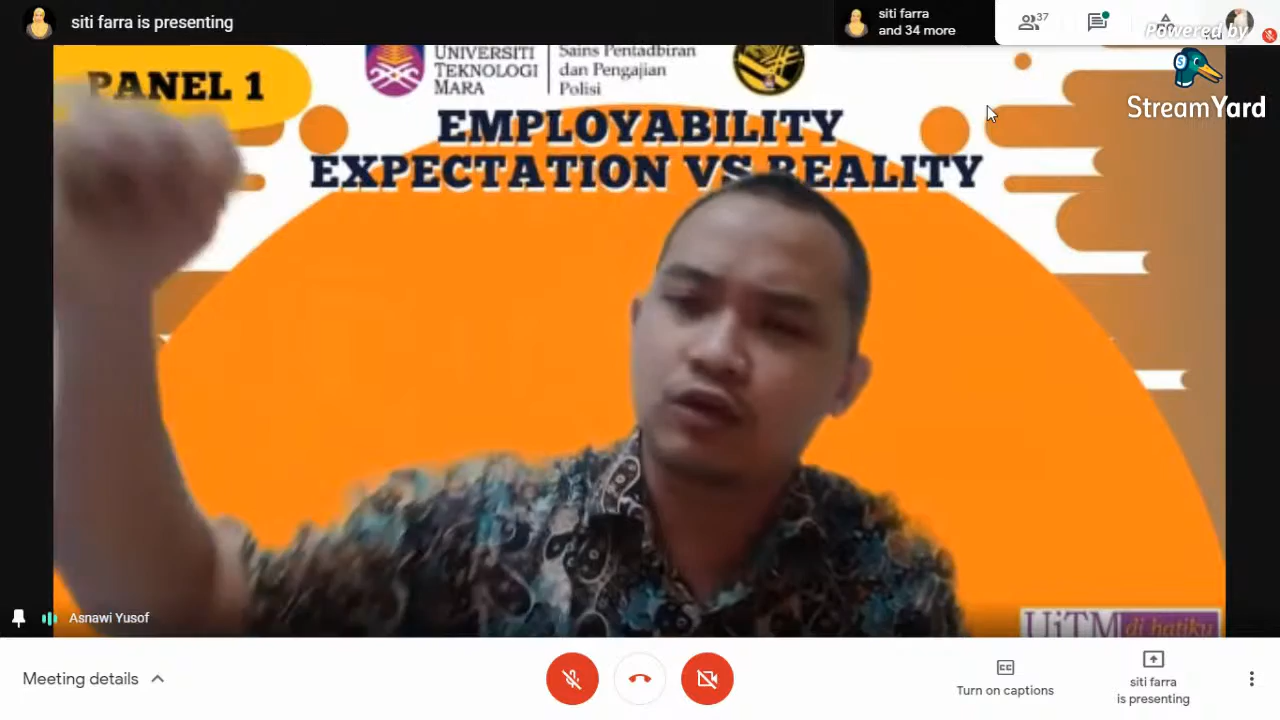 siti farra is presenting
siti farra
and 34 more
37
You
Powered by
StreamYard
PANEL 1
UNIVERSITI
TEKNOLOGI
MARA
Sains Pentadbiran
dan Pengajian
Polisi
EMPLOYABILITY
EXPECTATION VS REALITY
Asnawi Yusof
UiTM di hatiku
Meeting details
CC
Turn on captions
siti farra
is presenting